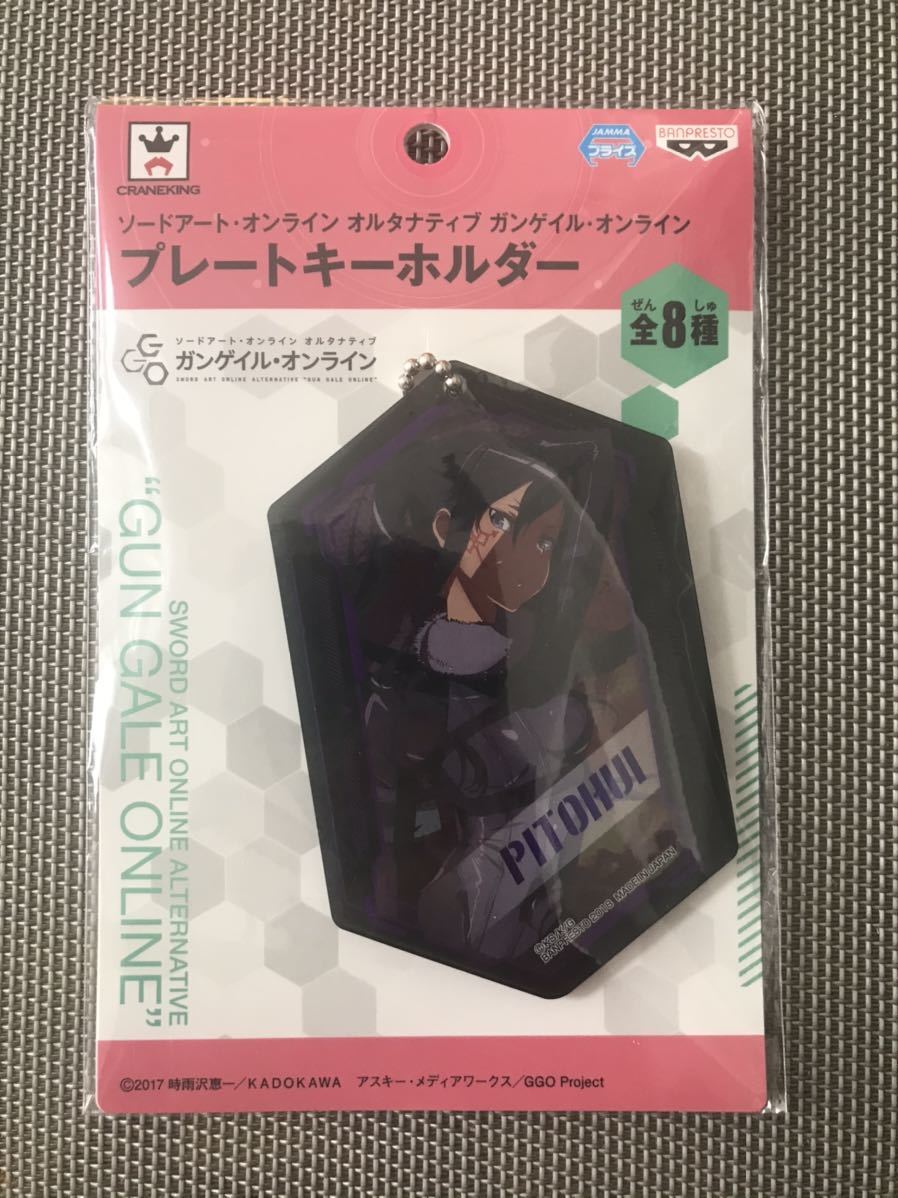 CRANEKING
JAMMA
プライズ
BANPRESTO
ソードアート・オンライン オルタナティブ ガンゲイル・オンライン
プレートキーホルダー
ぜん しゅ
全8種
GGO
ソードアート・オンライン オルタナティブ
ガンゲイル・オンライン
SWORD ART ONLINE ALTERNATIVE "GUN GALE ONLINE"
SWORD ART ONLINE ALTERNATIVE
“GUN GALE ONLINE”
PITOHUI
©K8/K/G
BANPRESTO 2018 MADE IN JAPAN
©2017 時雨沢恵一／KADOKAWA アスキー・メディアワークス／GGO Project